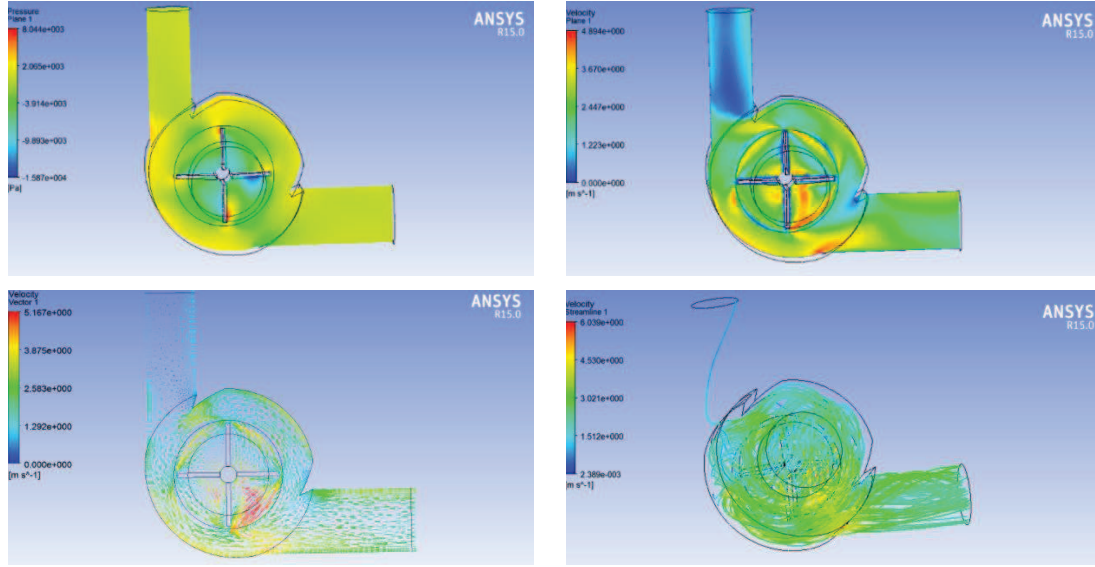 Pressure
Plane 1
8.044e+003
2.065e+003
-3.914e+003
-9.893e+003
-1.587e+004
[Pa]
ANSYS
R15.0
Velocity
Plane 1
4.894e+000
3.670e+000
2.447e+000
1.223e+000
0.000e+000
[m s^-1]
ANSYS
R15.0
Velocity
Vector 1
5.167e+000
3.875e+000
2.583e+000
1.292e+000
0.000e+000
[m s^-1]
ANSYS
R15.0
Velocity
Streamline 1
6.039e+000
4.530e+000
3.021e+000
1.512e+000
2.389e-003
[m s^-1]
ANSYS
R15.0